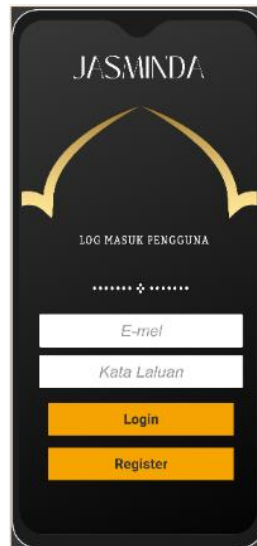 JASMINDA
LOG MASUK PENGGUNA
E-mel
Kata Laluan
Login
Register